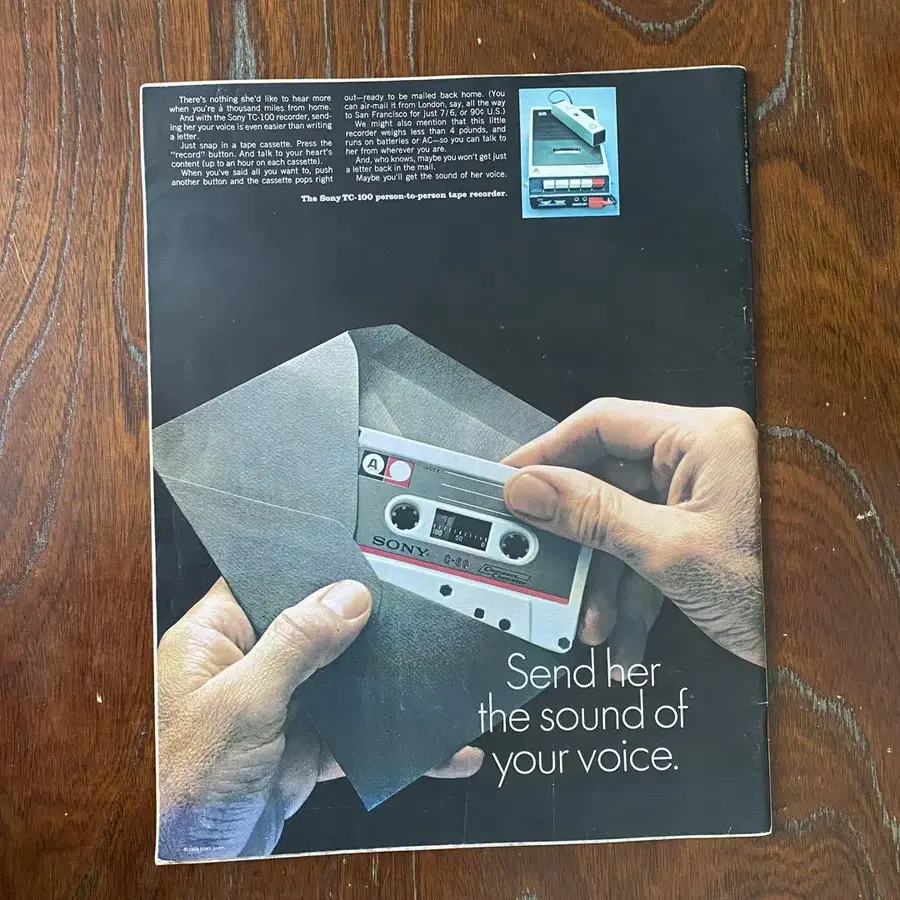 There's nothing she'd like to hear more
when you're a thousand miles from home.
And with the Sony TC-100 recorder, send-
ing her your voice is even easier than writing
a letter.
Just snap in a tape cassette. Press the
"record" button. And talk to your heart's
content (up to an hour on each cassette).
When you've said all you want to, push
another button and the cassette pops right
out—ready to be mailed back home. (You
can air-mail it from London, say, all the way
to San Francisco for just 7/6, or 90¢ U.S.)
We might also mention that this little
recorder weighs less than 4 pounds, and
runs on batteries or AC—so you can talk to
her from wherever you are.
And, who knows, maybe you won't get just
a letter back in the mail.
Maybe you'll get the sound of her voice.
The Sony TC-100 person-to-person tape recorder.
A
INDEX
100 50 0
SONY
C-60
Compact
Cassette
Send her
the sound of
your voice.